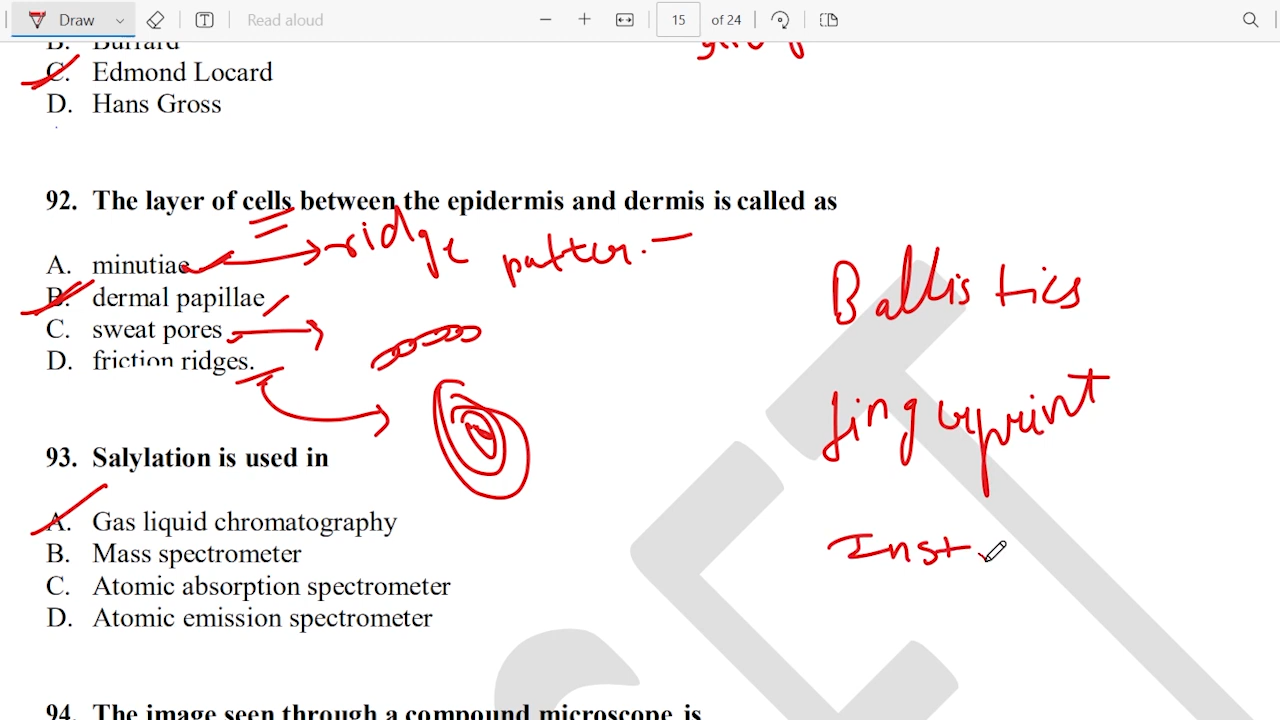 Draw
Read aloud
15 of 24
B. Burrard
C. Edmond Locard
D. Hans Gross
92. The layer of cells between the epidermis and dermis is called as
A. minutiae
ridge patter.
B. dermal papillae
C. sweat pores
D. friction ridges.
Ballistics
fingerprint
93. Salylation is used in
A. Gas liquid chromatography
B. Mass spectrometer
C. Atomic absorption spectrometer
D. Atomic emission spectrometer
Inst
94. The image seen through a compound microscope is